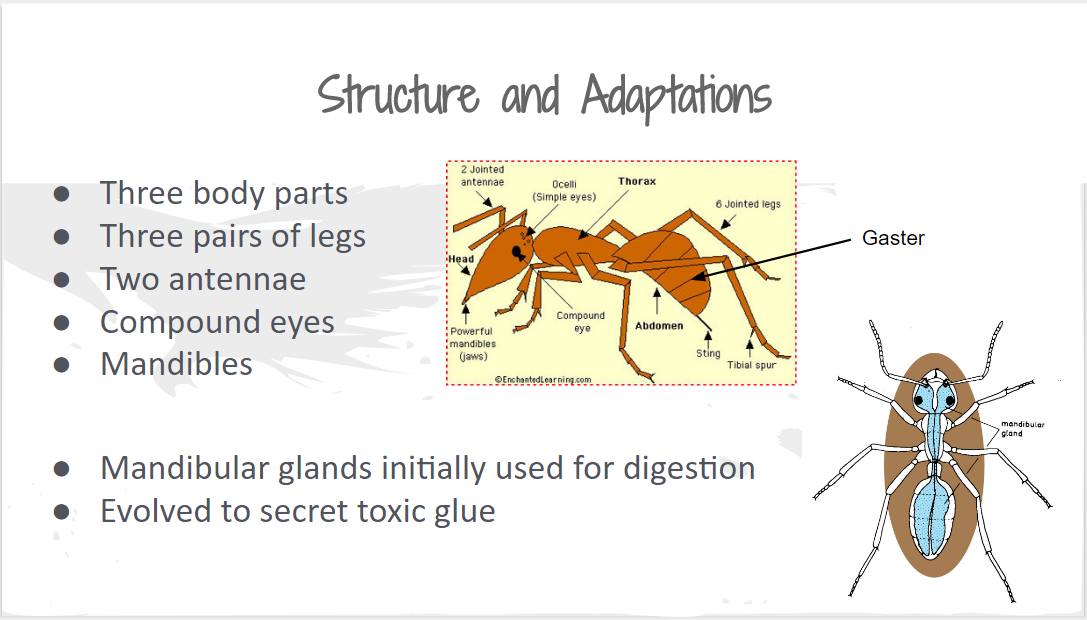 Structure and Adaptations
● Three body parts
● Three pairs of legs
● Two antennae
● Compound eyes
● Mandibles
● Mandibular glands initially used for digestion
● Evolved to secret toxic glue
2 Jointed
antennae
Ocelli
(Simple eyes)
Thorax
6 Jointed legs
Head
Powerful
mandibles
(jaws)
Compound
eye
Abdomen
Sting
Tibial spur
©EnchantedLearning.com
Gaster
mandibular
gland